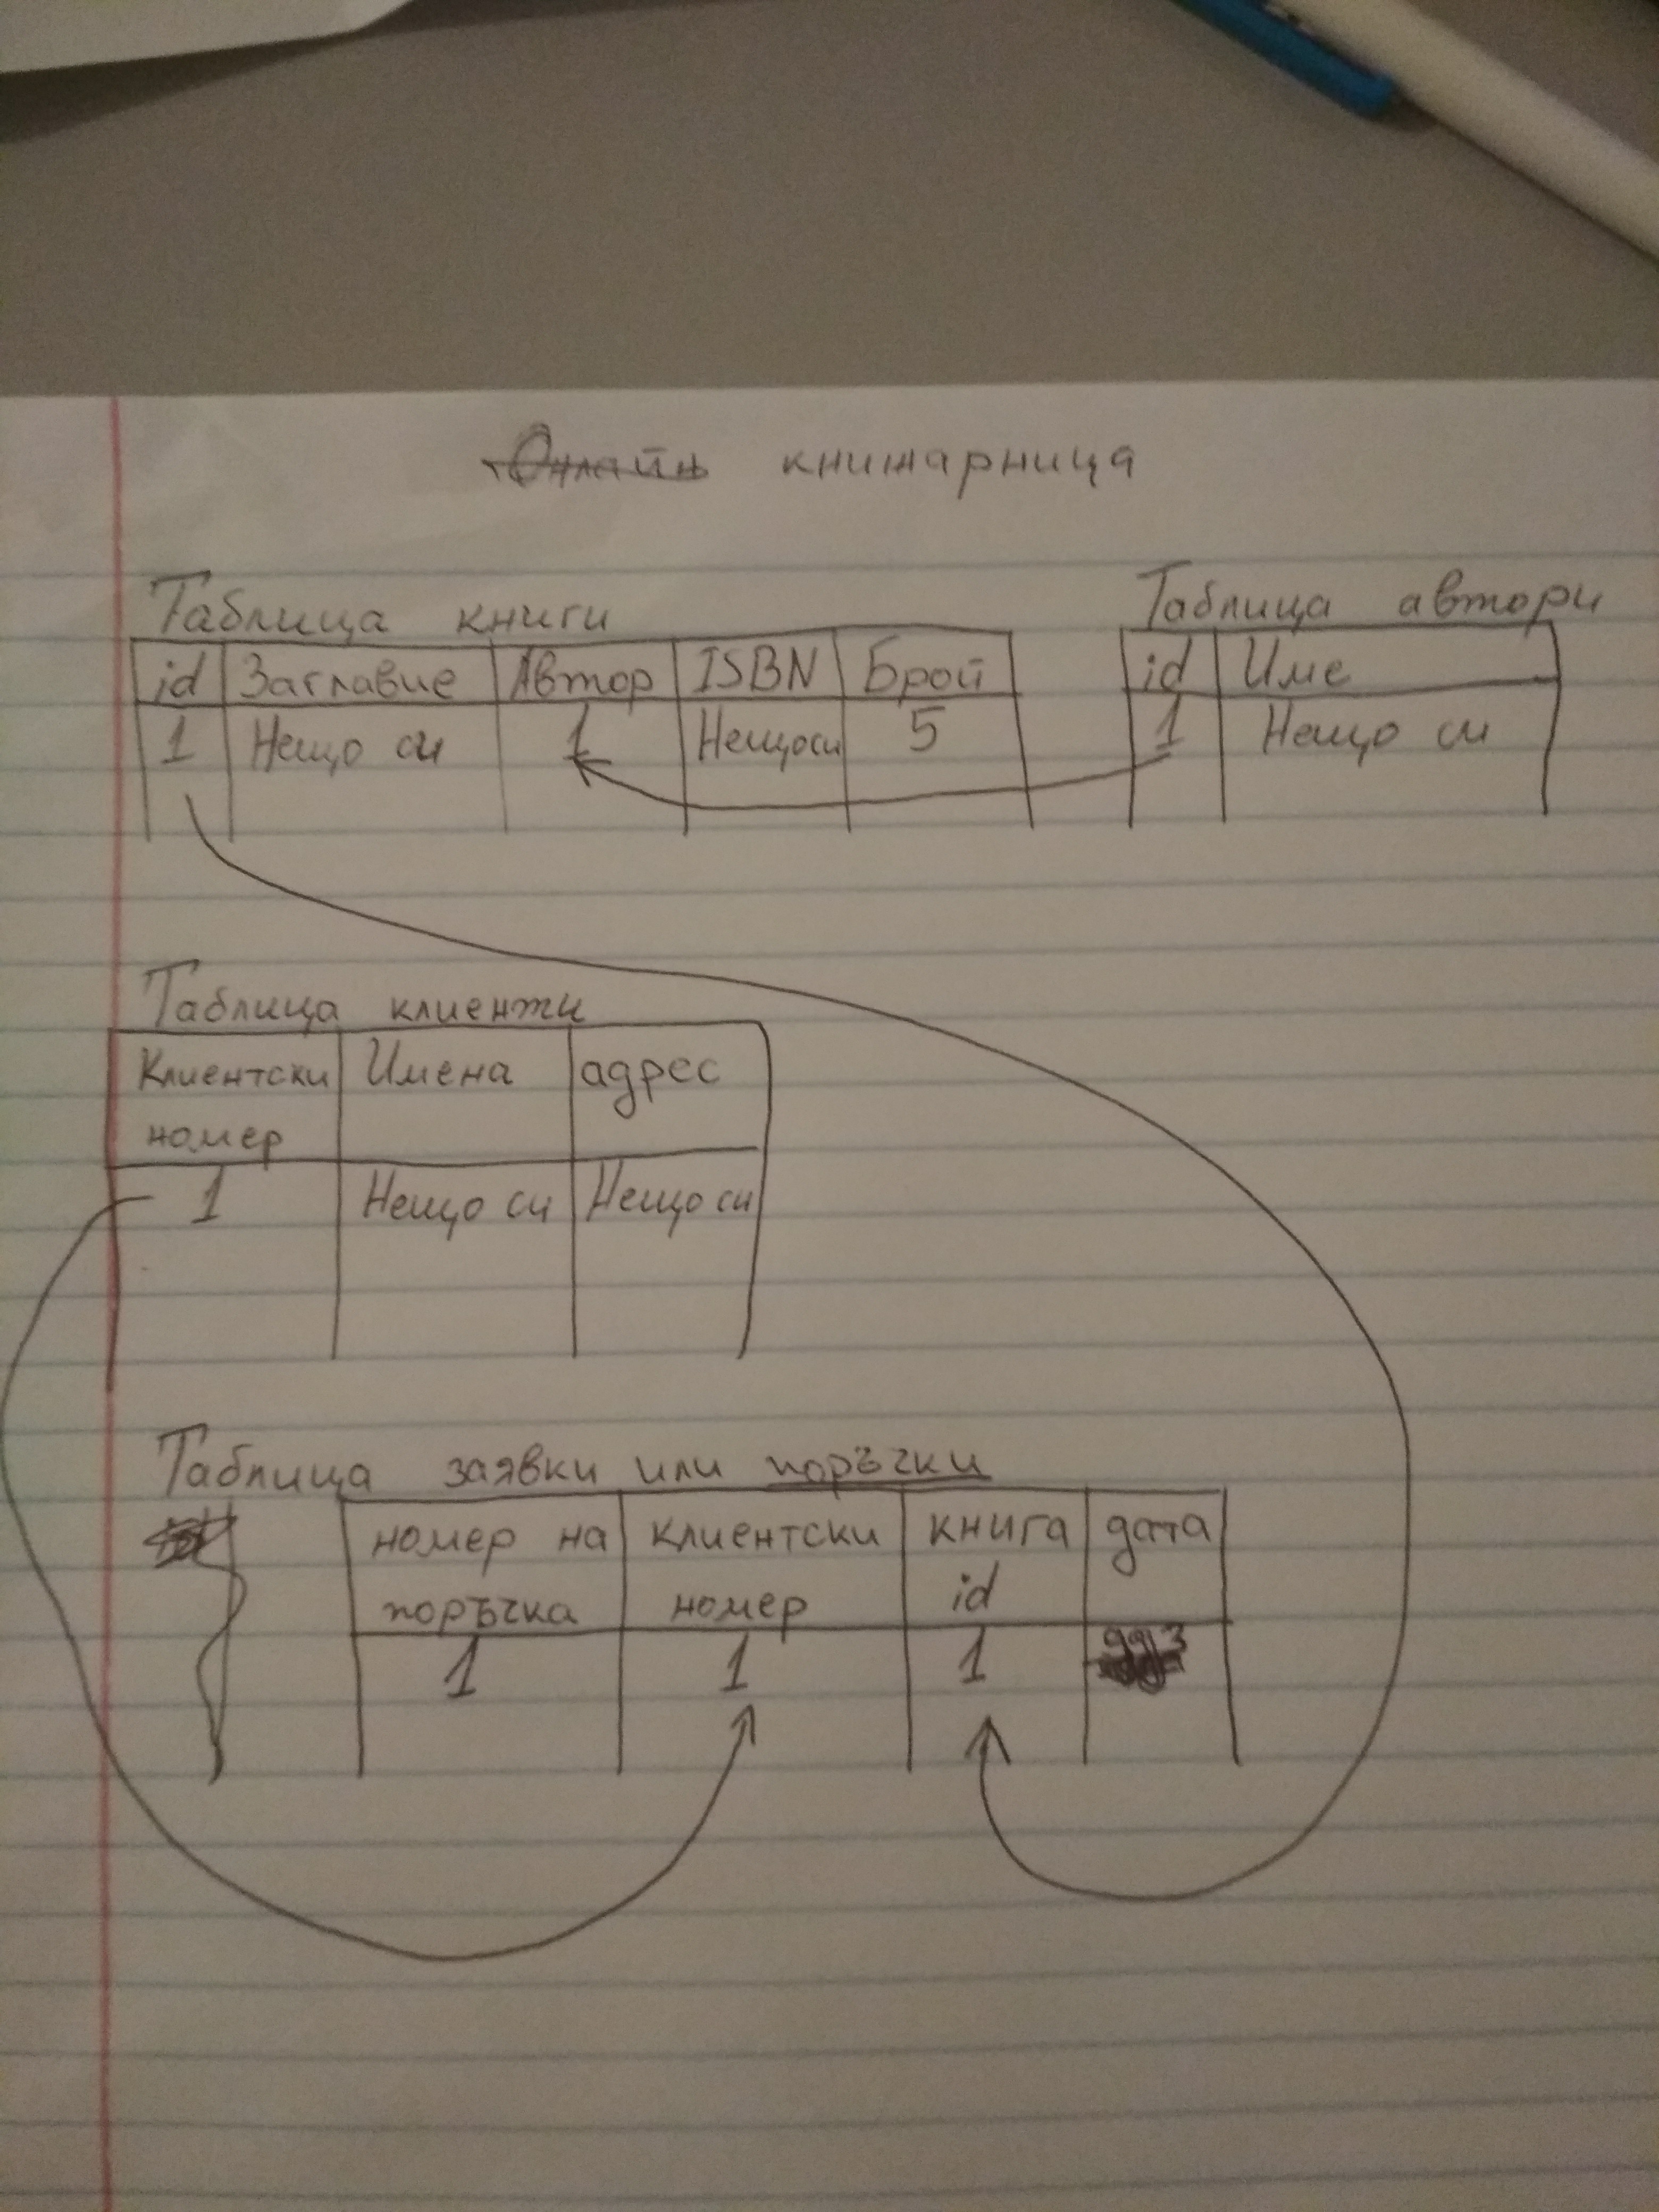 Онлайн книжарница
Таблица книги
id Заглавие Автор ISBN Брой
1 Нещо си 1 Нещо си 5
Таблица автори
id Име
1 Нещо си
Таблица клиенти
Клиентски Имена адрес
номер
1 Нещо си Нещо си
Таблица заявки или поръчки
номер на клиентски книга дата
поръчка номер id
1 1 1